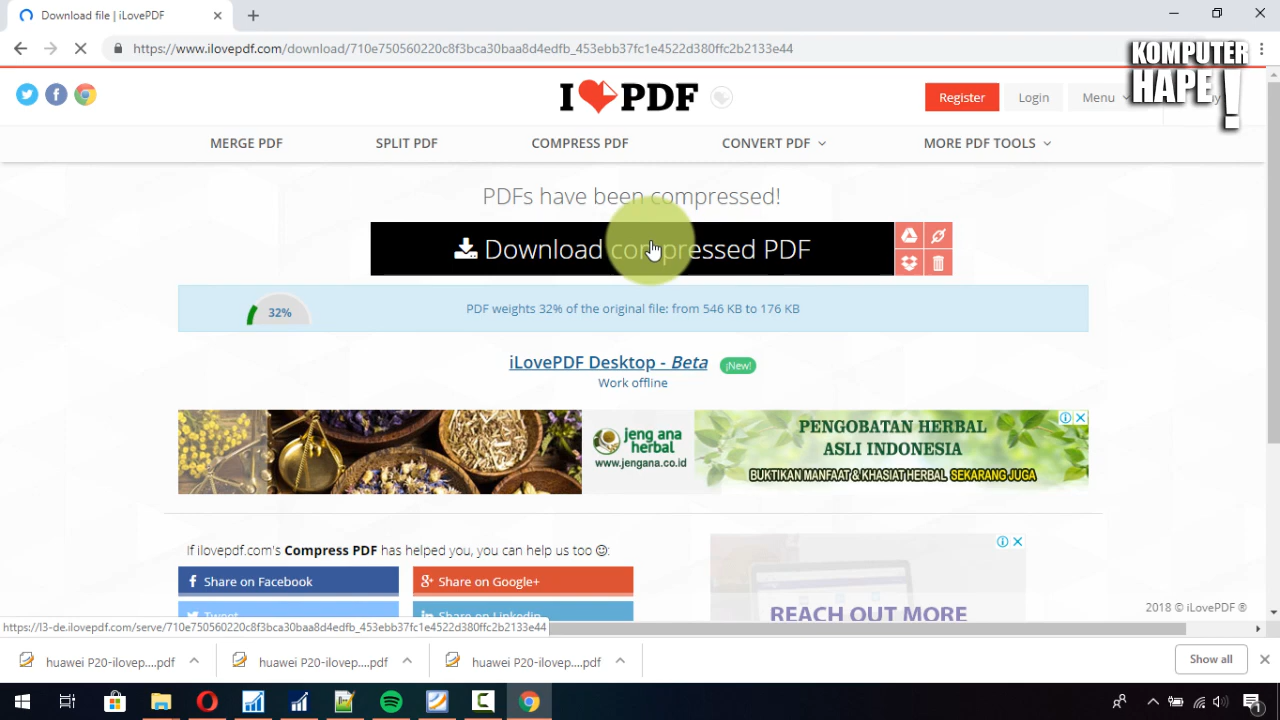 Download file | iLovePDF
https://www.ilovepdf.com/download/710e750560220c8f3bca30baa8d4edfb_453ebb37fc1e4522d380ffc2b2133e44
KOMPUTER
HAPE!
I PDF
Register
Login
Menu
MERGE PDF
SPLIT PDF
COMPRESS PDF
CONVERT PDF
MORE PDF TOOLS
PDFs have been compressed!
Download compressed PDF
32%
PDF weights 32% of the original file: from 546 KB to 176 KB
iLovePDF Desktop - Beta
¡New!
Work offline
jeng ana
herbal
www.jengana.co.id
PENGOBATAN HERBAL
ASLI INDONESIA
BUKTIKAN MANFAAT & KHASIAT HERBAL SEKARANG JUGA
If ilovepdf.com's Compress PDF has helped you, you can help us too ☺:
Share on Facebook
Share on Google+
Tweet
Share on Linkedin
REACH OUT MORE
2018 © iLovePDF ®
https://l3-de.ilovepdf.com/serve/710e750560220c8f3bca30baa8d4edfb_453ebb37fc1e4522d380ffc2b2133e44
huawei P20-ilovep....pdf
huawei P20-ilovep....pdf
huawei P20-ilovep....pdf
Show all
1